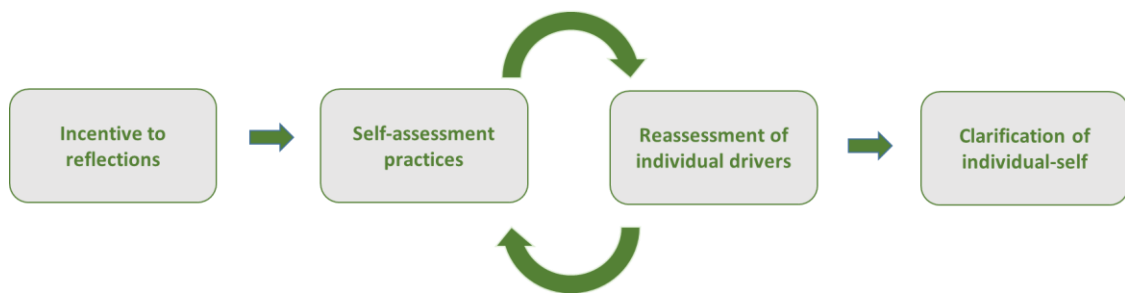 Incentive to
reflections
Self-assessment
practices
Reassessment of
individual drivers
Clarification of
individual-self